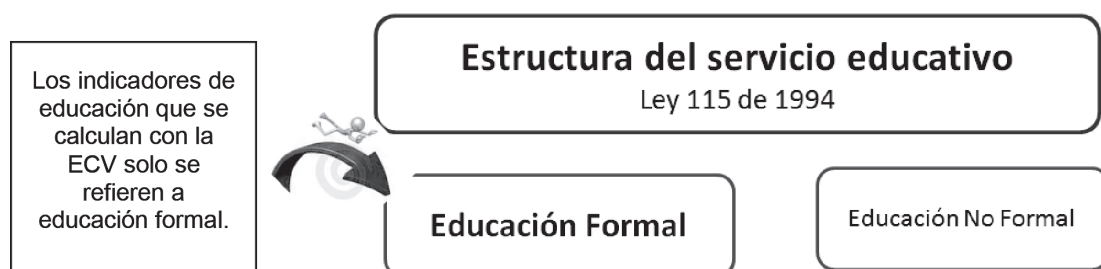 Los indicadores de
educación que se
calculan con la
ECV solo se
refieren a
educación formal.
Estructura del servicio educativo
Ley 115 de 1994
Educación Formal
Educación No Formal